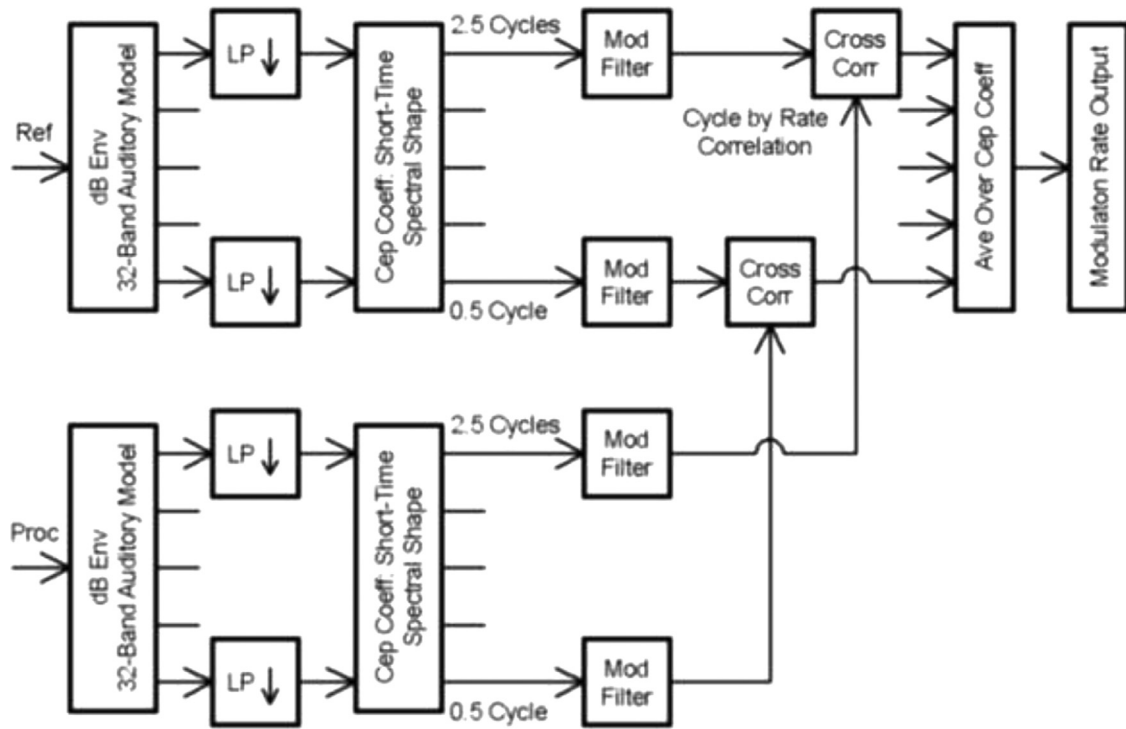 Ref
dB Env
32-Band Auditory Model
LP
LP
Cep Coeff: Short-Time
Spectral Shape
2.5 Cycles
0.5 Cycle
Mod
Filter
Mod
Filter
Cross
Corr
Cycle by Rate
Correlation
Cross
Corr
Ave Over Cep Coeff
Modulaton Rate Output
Proc
dB Env
32-Band Auditory Model
LP
LP
Cep Coeff: Short-Time
Spectral Shape
2.5 Cycles
0.5 Cycle
Mod
Filter
Mod
Filter